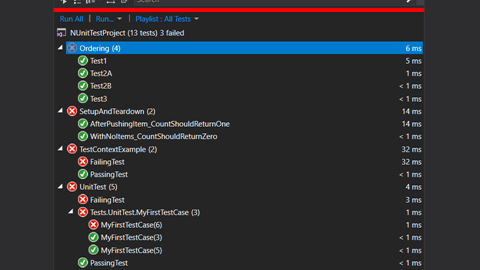 Search
Run All | Run... | Playlist : All Tests
NUnitTestProject (13 tests) 3 failed
Ordering (4) 6 ms
Test1 5 ms
Test2A 1 ms
Test2B < 1 ms
Test3 < 1 ms
SetupAndTeardown (2) 14 ms
AfterPushingItem_CountShouldReturnOne 14 ms
WithNoItems_CountShouldReturnZero < 1 ms
TestContextExample (2) 32 ms
FailingTest 32 ms
PassingTest < 1 ms
UnitTest (5) 4 ms
FailingTest 3 ms
Tests.UnitTest.MyFirstTestCase (3) 1 ms
MyFirstTestCase(6) 1 ms
MyFirstTestCase(3) < 1 ms
MyFirstTestCase(5) < 1 ms
PassingTest < 1 ms